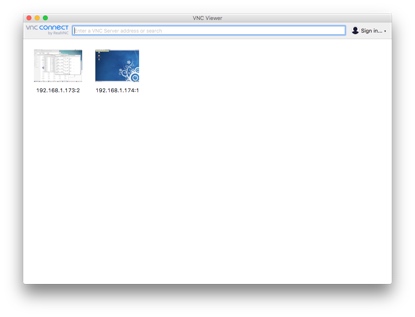 VNC Viewer
VNC CONNECT
by RealVNC
Enter a VNC Server address or search
Sign in...
192.168.1.173:2
192.168.1.174:1